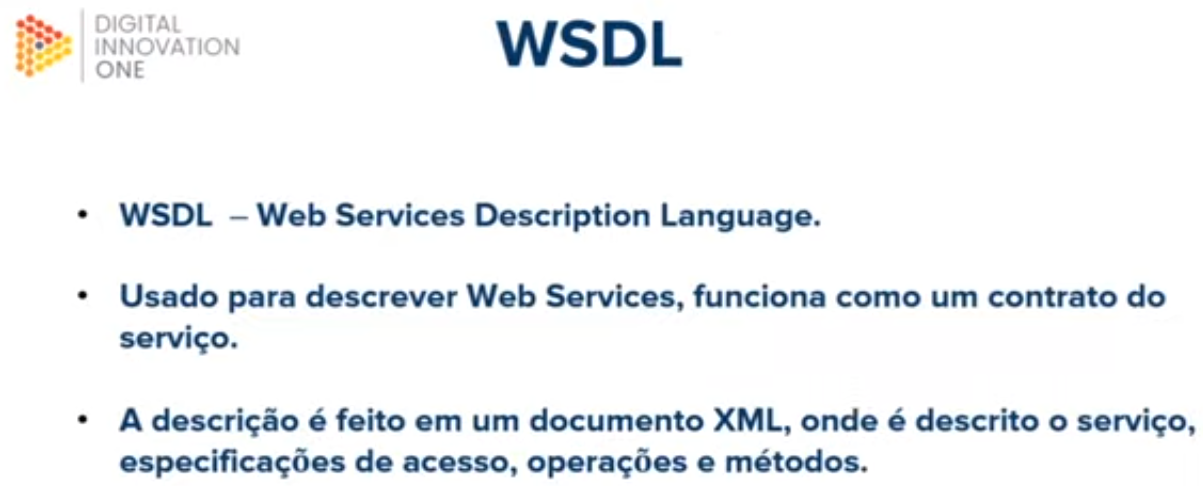 DIGITAL
INNOVATION
ONE
WSDL
• WSDL – Web Services Description Language.
• Usado para descrever Web Services, funciona como um contrato do
serviço.
• A descrição é feito em um documento XML, onde é descrito o serviço,
especificações de acesso, operações e métodos.